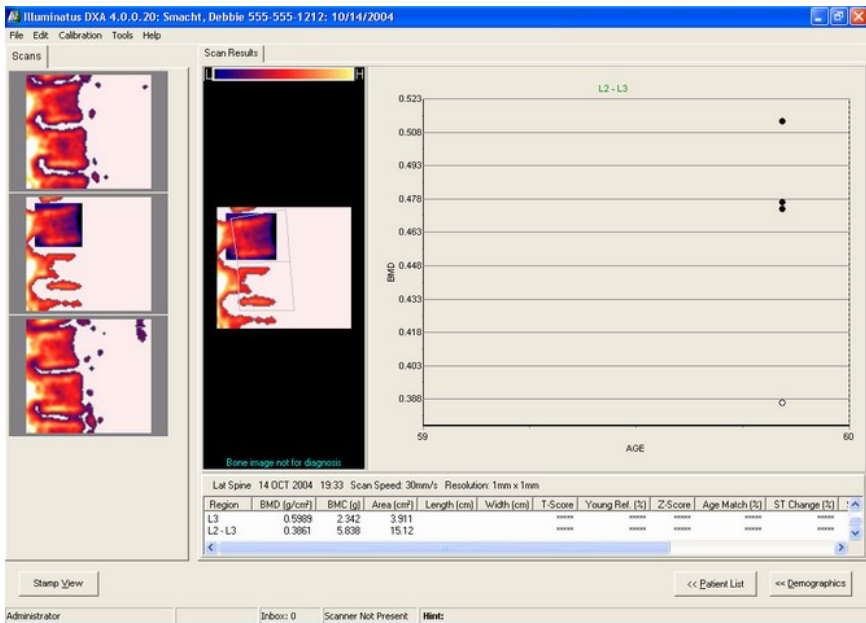 Illuminatus DXA 4.0.0.20: Smacht, Debbie 555-555-1212: 10/14/2004
File Edit Calibration Tools Help
Scans
Scan Results
L H
Bone image not for diagnosis
L2 - L3
0.523
0.508
0.493
0.478
0.463
0.448
0.433
0.418
0.403
0.388
BMD
59 60
AGE
Lat Spine 14 OCT 2004 19:33 Scan Speed: 30mm/s Resolution: 1mm x 1mm
Region BMD (g/cm²) BMC (g) Area (cm²) Length (cm) Width (cm) T-Score Young Ref. (%) Z-Score Age Match (%) ST Change (%)
L3 0.5989 2.342 3.911 ***** ***** ***** ***** *****
L2 - L3 0.3861 5.838 15.12 ***** ***** ***** ***** *****
Stamp View
<< Patient List
<< Demographics
Administrator Inbox: 0 Scanner Not Present Hint: